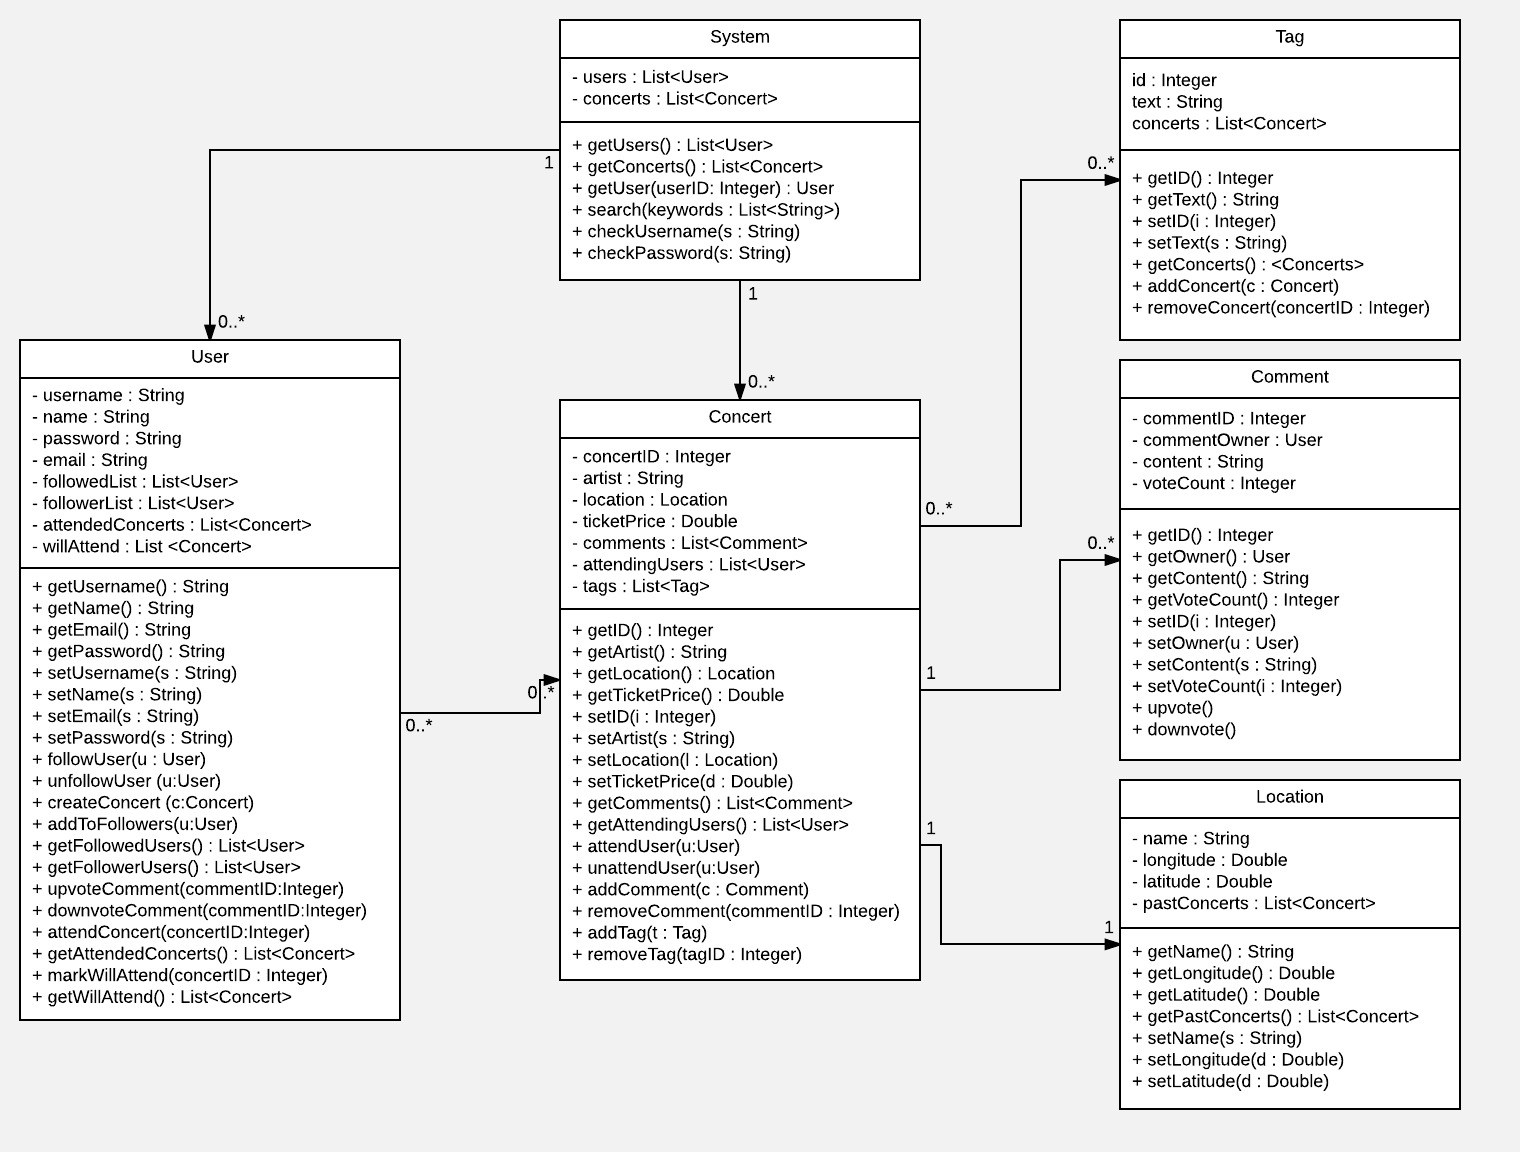 System
- users : List<User>
- concerts : List<Concert>
+ getUsers() : List<User>
+ getConcerts() : List<Concert>
+ getUser(userID: Integer) : User
+ search(keywords : List<String>)
+ checkUsername(s : String)
+ checkPassword(s: String)
1
0..*
1
0..*
User
- username : String
- name : String
- password : String
- email : String
- followedList : List<User>
- followerList : List<User>
- attendedConcerts : List<Concert>
- willAttend : List <Concert>
+ getUsername() : String
+ getName() : String
+ getEmail() : String
+ getPassword() : String
+ setUsername(s : String)
+ setName(s : String)
+ setEmail(s : String)
+ setPassword(s : String)
+ followUser(u : User)
+ unfollowUser (u:User)
+ createConcert (c:Concert)
+ addToFollowers(u:User)
+ getFollowedUsers() : List<User>
+ getFollowerUsers() : List<User>
+ upvoteComment(commentID:Integer)
+ downvoteComment(commentID:Integer)
+ attendConcert(concertID:Integer)
+ getAttendedConcerts() : List<Concert>
+ markWillAttend(concertID : Integer)
+ getWillAttend() : List<Concert>
0..*
0..*
Concert
- concertID : Integer
- artist : String
- location : Location
- ticketPrice : Double
- comments : List<Comment>
- attendingUsers : List<User>
- tags : List<Tag>
+ getID() : Integer
+ getArtist() : String
+ getLocation() : Location
+ getTicketPrice() : Double
+ setID(i : Integer)
+ setArtist(s : String)
+ setLocation(l : Location)
+ setTicketPrice(d : Double)
+ getComments() : List<Comment>
+ getAttendingUsers() : List<User>
+ attendUser(u:User)
+ unattendUser(u:User)
+ addComment(c : Comment)
+ removeComment(commentID : Integer)
+ addTag(t : Tag)
+ removeTag(tagID : Integer)
0..*
0..*
1
0..*
1
1
Tag
id : Integer
text : String
concerts : List<Concert>
+ getID() : Integer
+ getText() : String
+ setID(i : Integer)
+ setText(s : String)
+ getConcerts() : <Concerts>
+ addConcert(c : Concert)
+ removeConcert(concertID : Integer)
Comment
- commentID : Integer
- commentOwner : User
- content : String
- voteCount : Integer
+ getID() : Integer
+ getOwner() : User
+ getContent() : String
+ getVoteCount() : Integer
+ setID(i : Integer)
+ setOwner(u : User)
+ setContent(s : String)
+ setVoteCount(i : Integer)
+ upvote()
+ downvote()
Location
- name : String
- longitude : Double
- latitude : Double
- pastConcerts : List<Concert>
+ getName() : String
+ getLongitude() : Double
+ getLatitude() : Double
+ getPastConcerts() : List<Concert>
+ setName(s : String)
+ setLongitude(d : Double)
+ setLatitude(d : Double)